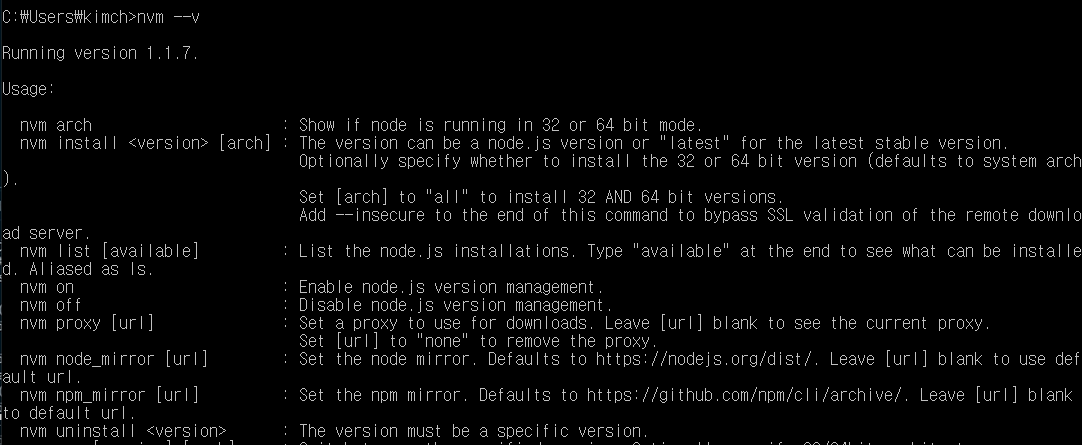 C:₩Users₩kimch>nvm --v
Running version 1.1.7.
Usage:
nvm arch : Show if node is running in 32 or 64 bit mode.
nvm install <version> [arch] : The version can be a node.js version or "latest" for the latest stable version.
Optionally specify whether to install the 32 or 64 bit version (defaults to system arch
).
Set [arch] to "all" to install 32 AND 64 bit versions.
Add --insecure to the end of this command to bypass SSL validation of the remote downlo
ad server.
nvm list [available] : List the node.js installations. Type "available" at the end to see what can be installe
d. Aliased as ls.
nvm on : Enable node.js version management.
nvm off : Disable node.js version management.
nvm proxy [url] : Set a proxy to use for downloads. Leave [url] blank to see the current proxy.
Set [url] to "none" to remove the proxy.
nvm node_mirror [url] : Set the node mirror. Defaults to https://nodejs.org/dist/. Leave [url] blank to use def
ault url.
nvm npm_mirror [url] : Set the npm mirror. Defaults to https://github.com/npm/cli/archive/. Leave [url] blank
to default url.
nvm uninstall <version> : The version must be a specific version.